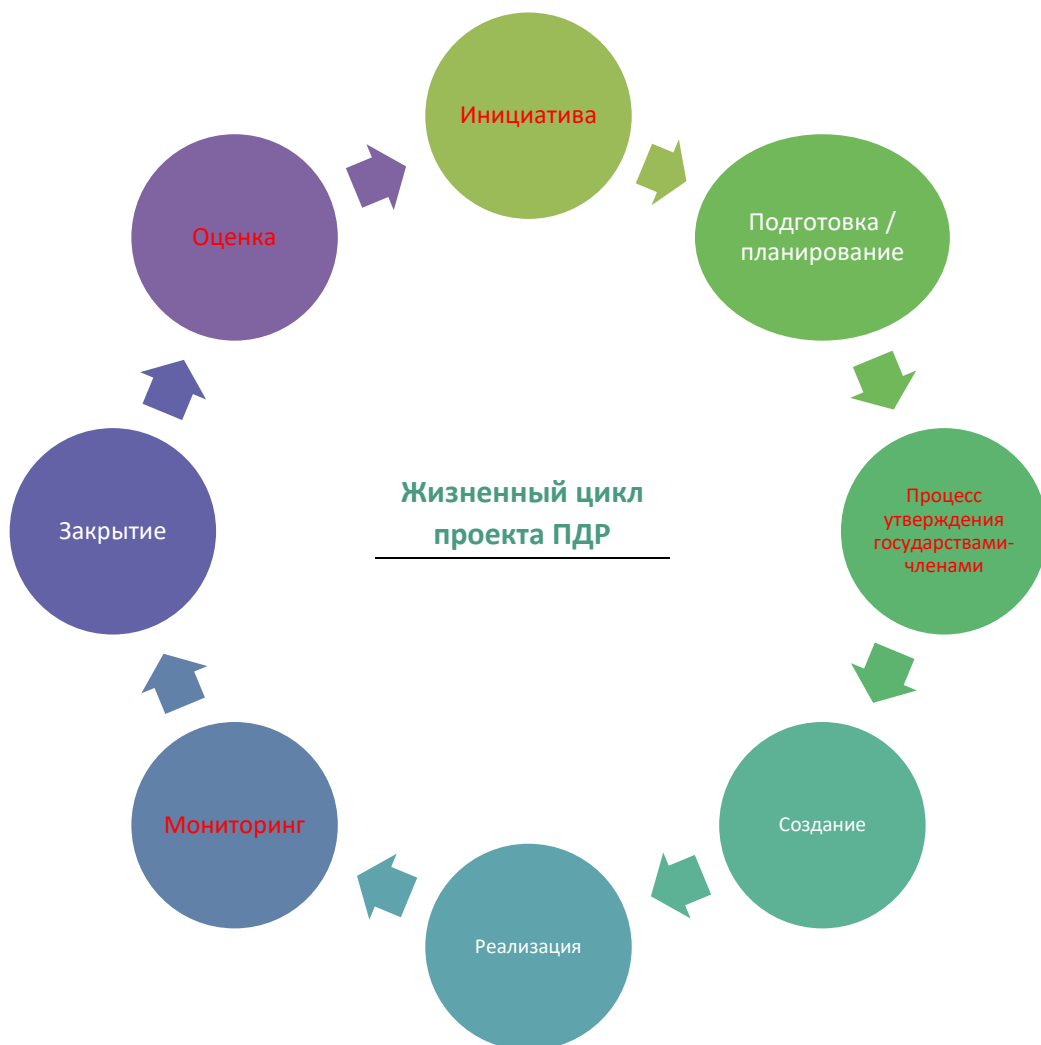 Инициатива
Подготовка /
планирование
Процесс
утверждения
государствами-
членами
Создание
Реализация
Мониторинг
Закрытие
Оценка
Жизненный цикл
проекта ПДР